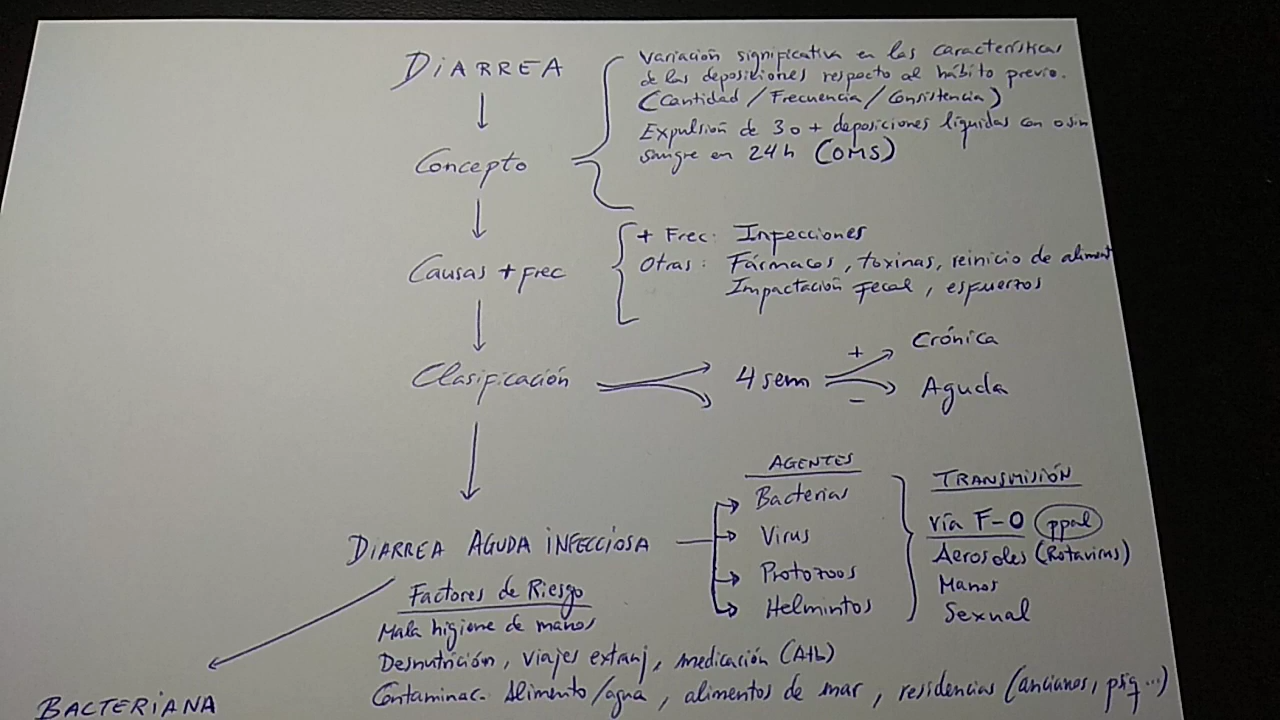 DIARREA
Variación significativa en las características
de las deposiciones respecto al hábito previo.
(Cantidad / Frecuencia / Consistencia)
Expulsión de 3 o + deposiciones líquidas con o sin
sangre en 24 h (OMS)
Concepto
Causas + frec
+ Frec: Infecciones
Otras: Fármacos, toxinas, reinicio de aliment
Impactación fecal, esfuerzos
Clasificación
4 sem
+
Crónica
-
Aguda
DIARREA AGUDA INFECCIOSA
AGENTES
Bacterias
Virus
Protozoos
Helmintos
TRANSMISIÓN
vía F-O ppal
Aerosoles (Rotavirus)
Manos
Sexual
Factores de Riesgo
Mala higiene de manos
Desnutrición, viajes extranj, medicación (Atb)
Contaminac. Alimento/agua, alimentos de mar, residencias (ancianos, psiq...)
BACTERIANA